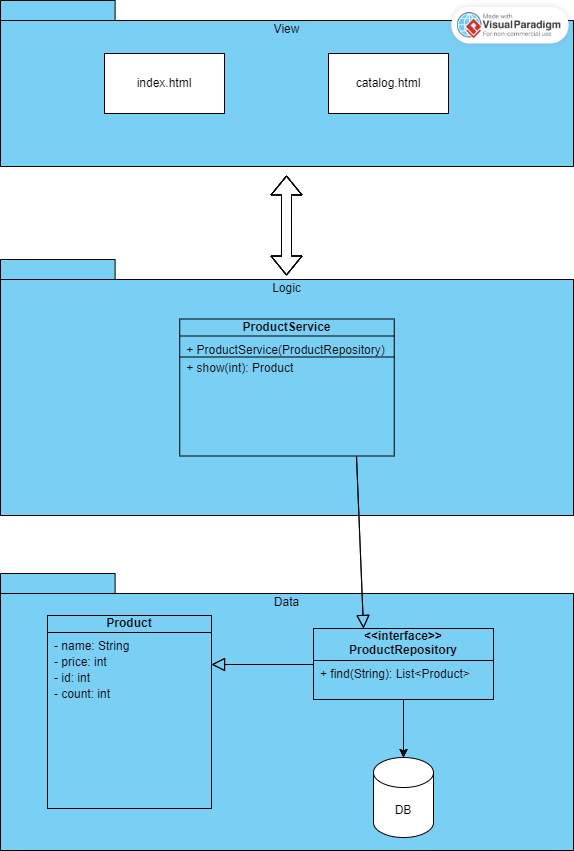 Made with
Visual Paradigm
For non-commercial use
View
index.html
catalog.html
Logic
ProductService
+ ProductService(ProductRepository)
+ show(int): Product
Data
Product
- name: String
- price: int
- id: int
- count: int
<<interface>>
ProductRepository
+ find(String): List<Product>
DB